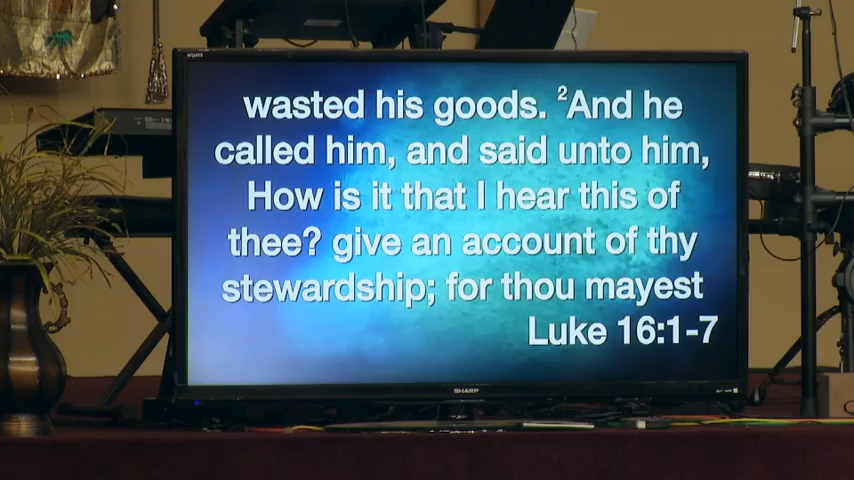 wasted his goods. ²And he
called him, and said unto him,
How is it that I hear this of
thee? give an account of thy
stewardship; for thou mayest
Luke 16:1-7
SHARP